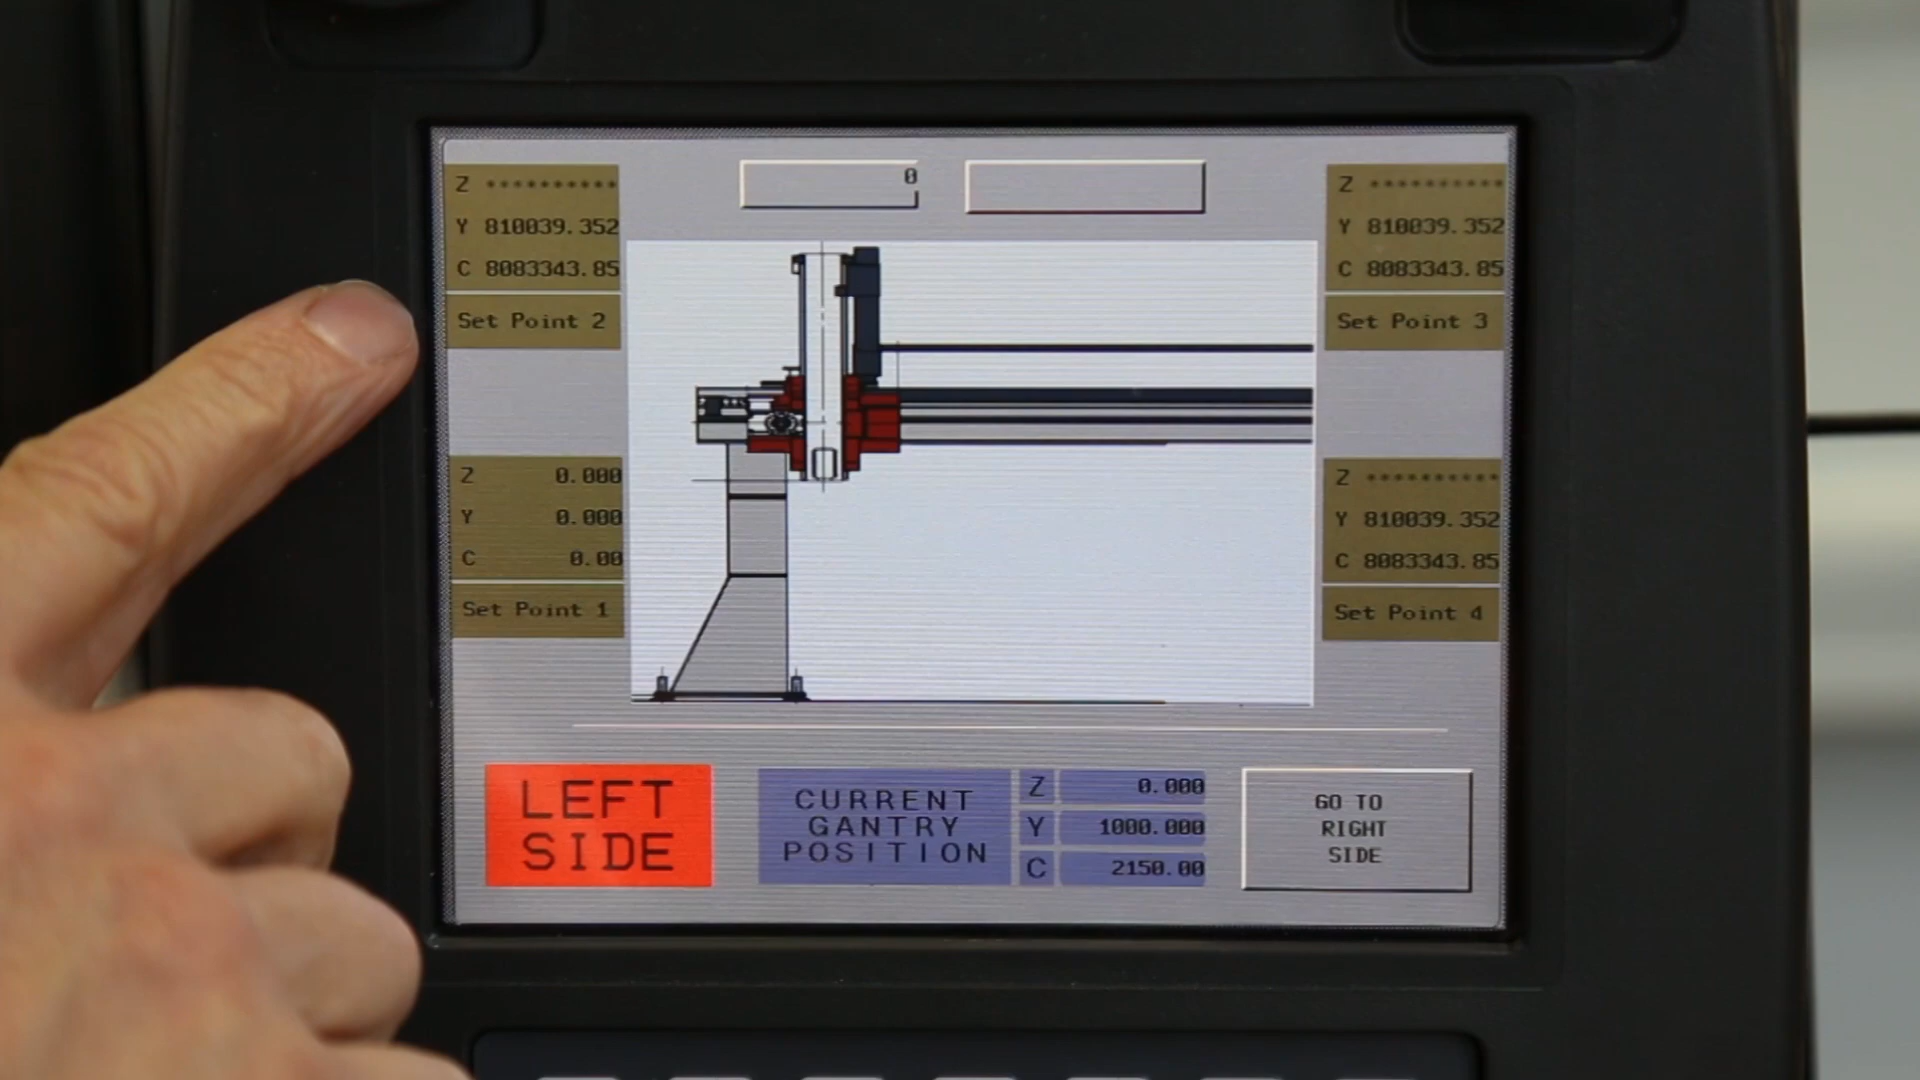 0
Z **********
Y 810039.352
C 8083343.85
Set Point 2
Z **********
Y 810039.352
C 8083343.85
Set Point 3
Z 0.000
Y 0.000
C 0.00
Set Point 1
Z **********
Y 810039.352
C 8083343.85
Set Point 4
LEFT
SIDE
CURRENT
GANTRY
POSITION
Z 0.000
Y 1000.000
C 2150.00
GO TO
RIGHT
SIDE